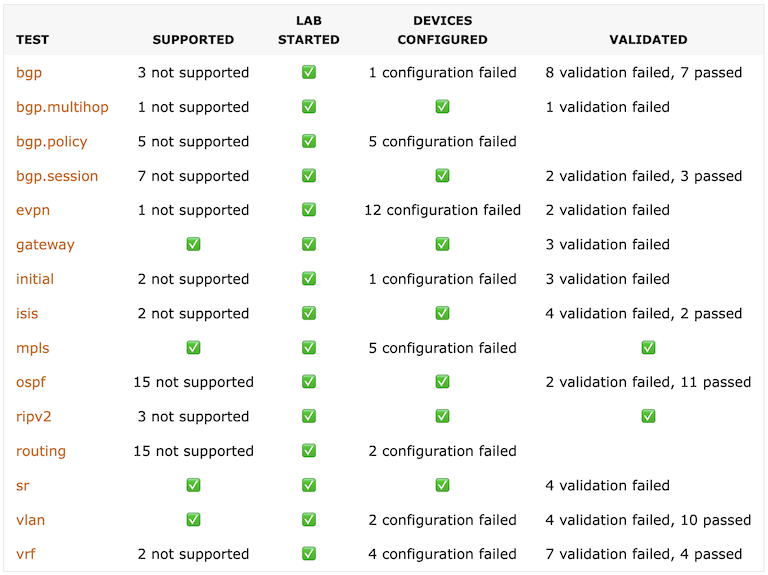 TEST SUPPORTED LAB STARTED DEVICES CONFIGURED VALIDATED
bgp 3 not supported ✅ 1 configuration failed 8 validation failed, 7 passed
bgp.multihop 1 not supported ✅ ✅ 1 validation failed
bgp.policy 5 not supported ✅ 5 configuration failed
bgp.session 7 not supported ✅ ✅ 2 validation failed, 3 passed
evpn 1 not supported ✅ 12 configuration failed 2 validation failed
gateway ✅ ✅ ✅ 3 validation failed
initial 2 not supported ✅ 1 configuration failed 3 validation failed
isis 2 not supported ✅ ✅ 4 validation failed, 2 passed
mpls ✅ ✅ 5 configuration failed ✅
ospf 15 not supported ✅ ✅ 2 validation failed, 11 passed
ripv2 3 not supported ✅ ✅ ✅
routing 15 not supported ✅ 2 configuration failed
sr ✅ ✅ ✅ 4 validation failed
vlan ✅ ✅ 2 configuration failed 4 validation failed, 10 passed
vrf 2 not supported ✅ 4 configuration failed 7 validation failed, 4 passed